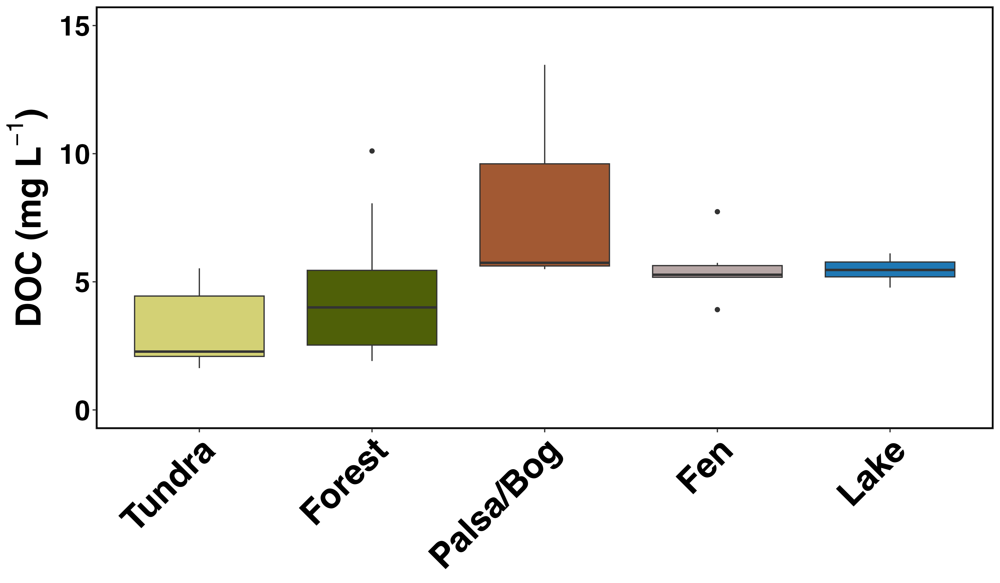 DOC (mg L⁻¹)
15
10
5
0
Tundra
Forest
Palsa/Bog
Fen
Lake